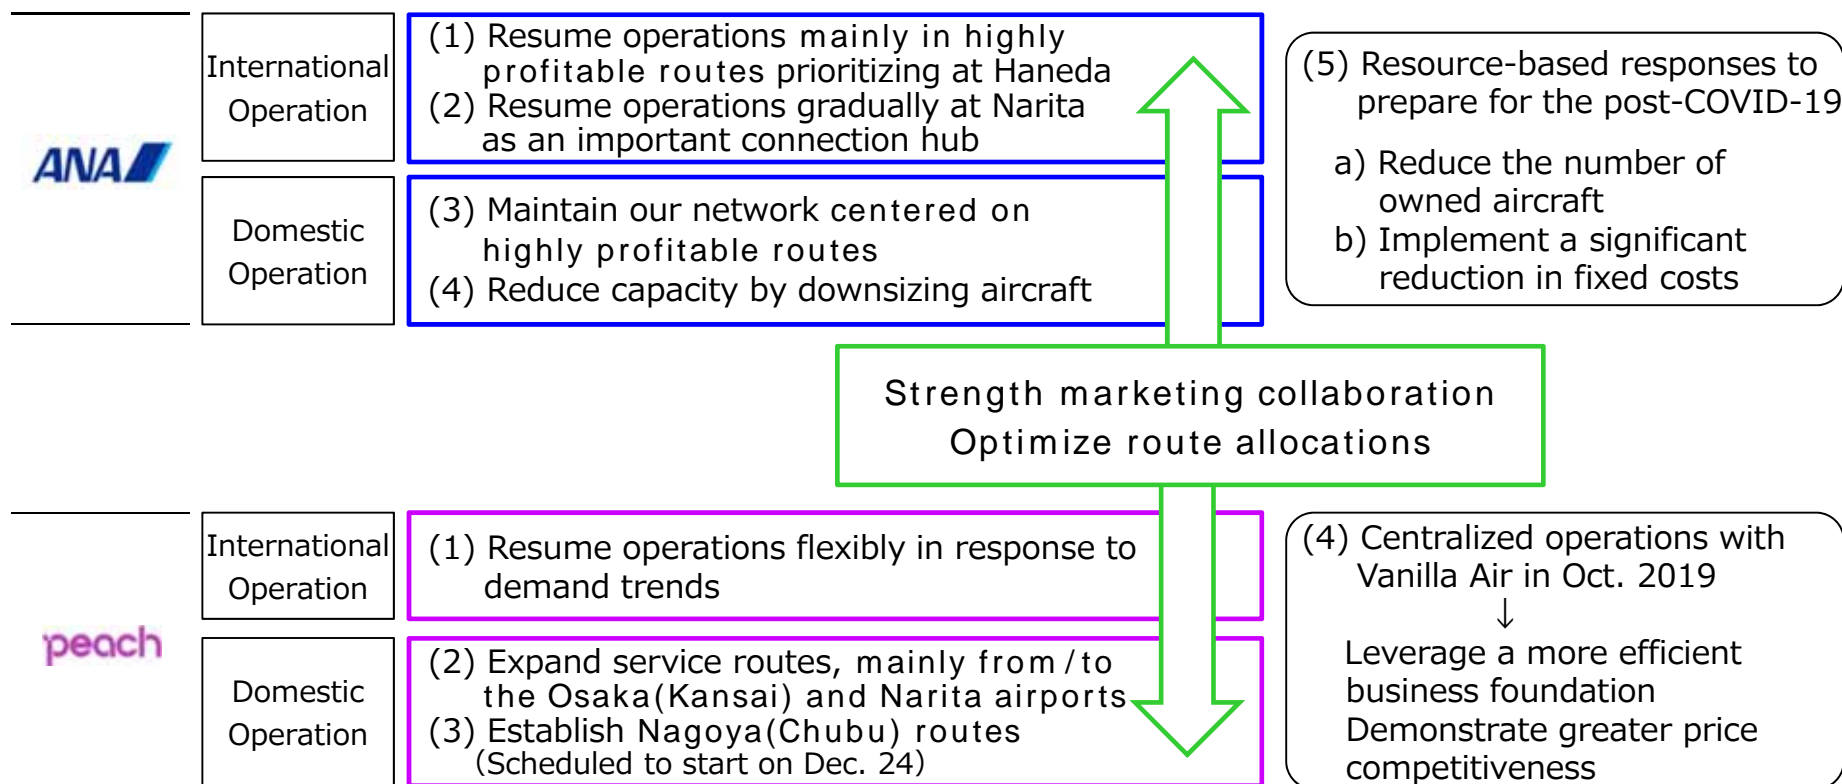 ANA
International
Operation
(1) Resume operations mainly in highly
profitable routes prioritizing at Haneda
(2) Resume operations gradually at Narita
as an important connection hub
Domestic
Operation
(3) Maintain our network centered on
highly profitable routes
(4) Reduce capacity by downsizing aircraft
(5) Resource-based responses to
prepare for the post-COVID-19
a) Reduce the number of
owned aircraft
b) Implement a significant
reduction in fixed costs
Strength marketing collaboration
Optimize route allocations
peach
International
Operation
(1) Resume operations flexibly in response to
demand trends
Domestic
Operation
(2) Expand service routes, mainly from/to
the Osaka(Kansai) and Narita airports
(3) Establish Nagoya(Chubu) routes
(Scheduled to start on Dec. 24)
(4) Centralized operations with
Vanilla Air in Oct. 2019
↓
Leverage a more efficient
business foundation
Demonstrate greater price
competitiveness